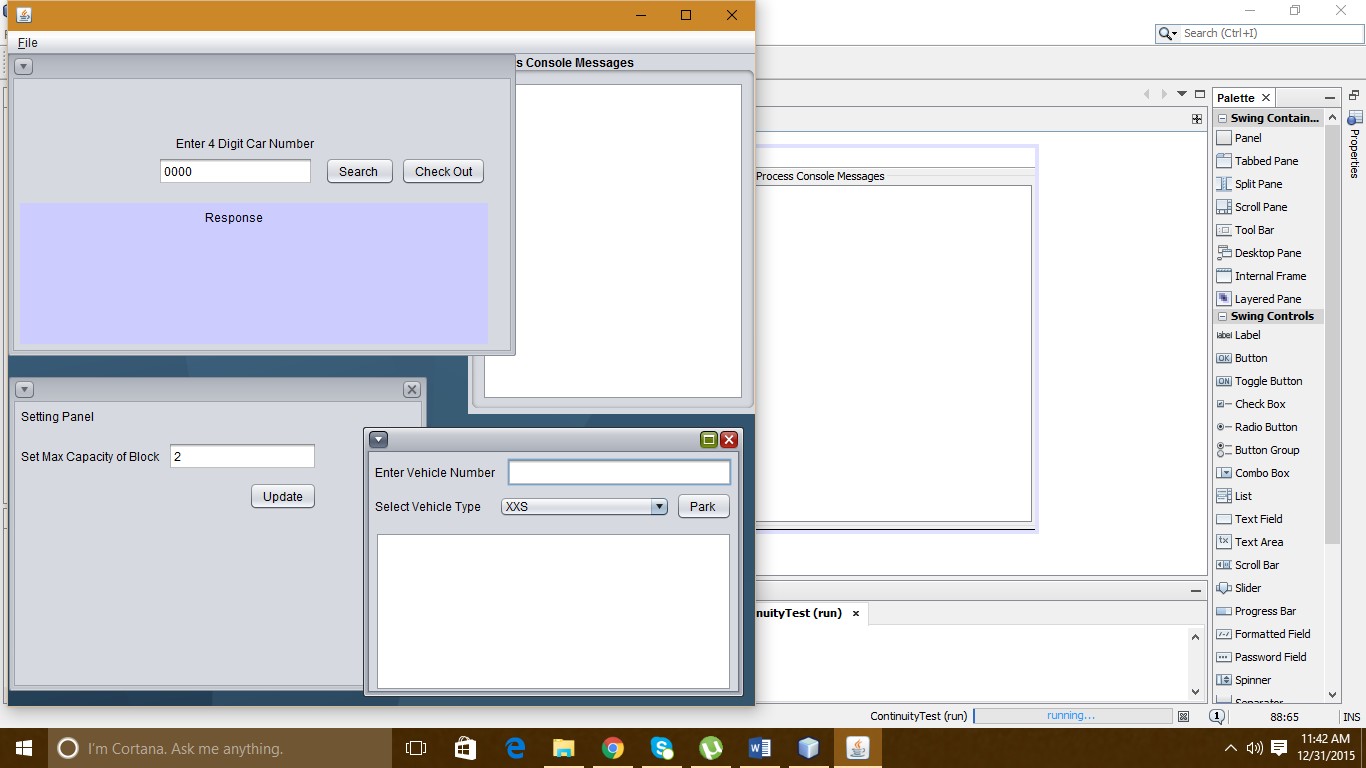 File
s Console Messages
Enter 4 Digit Car Number
0000
Search
Check Out
Response
Setting Panel
Set Max Capacity of Block
2
Update
Enter Vehicle Number
Select Vehicle Type
XXS
Park
Search (Ctrl+I)
Process Console Messages
nuityTest (run)
Palette
Swing Contain...
Panel
Tabbed Pane
Split Pane
Scroll Pane
Tool Bar
Desktop Pane
Internal Frame
Layered Pane
Swing Controls
label Label
OK Button
ON Toggle Button
Check Box
Radio Button
Button Group
Combo Box
List
Text Field
tx Text Area
Scroll Bar
Slider
Progress Bar
Formatted Field
Password Field
Spinner
Separator
Properties
ContinuityTest (run)
running...
1
88:65
INS
I'm Cortana. Ask me anything.
11:42 AM
12/31/2015